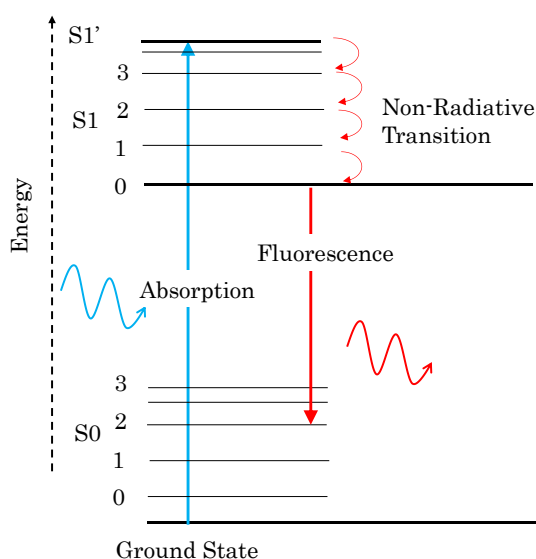 S1’
3
2
S1
1
0
Non-Radiative
Transition
Energy
Fluorescence
Absorption
3
2
S0
1
0
Ground State